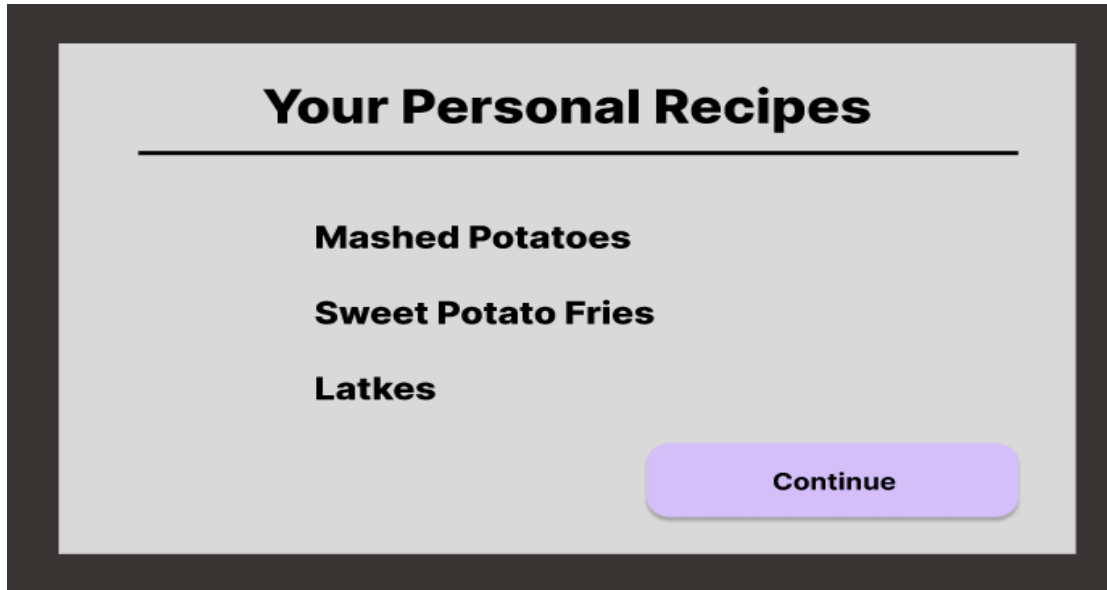 Your Personal Recipes
Mashed Potatoes
Sweet Potato Fries
Latkes
Continue